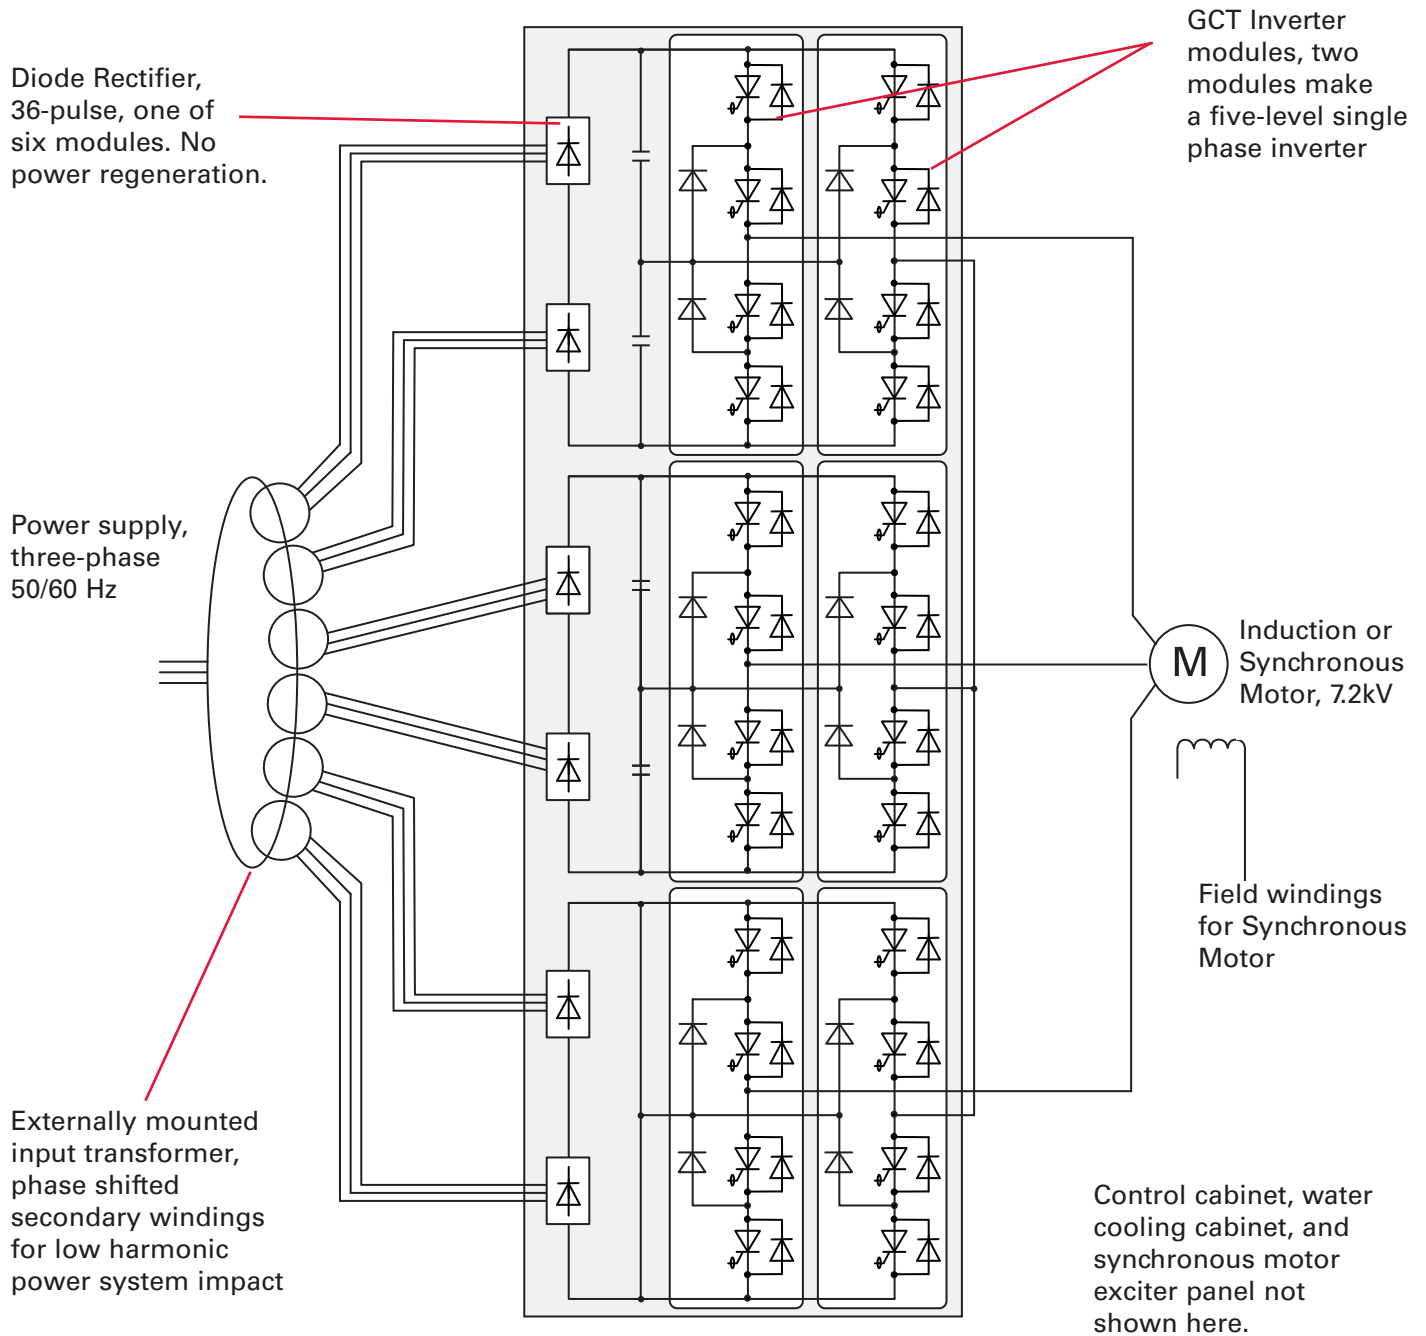 Diode Rectifier,
36-pulse, one of
six modules. No
power regeneration.
GCT Inverter
modules, two
modules make
a five-level single
phase inverter
Power supply,
three-phase
50/60 Hz
M
Induction or
Synchronous
Motor, 7.2kV
Field windings
for Synchronous
Motor
Externally mounted
input transformer,
phase shifted
secondary windings
for low harmonic
power system impact
Control cabinet, water
cooling cabinet, and
synchronous motor
exciter panel not
shown here.